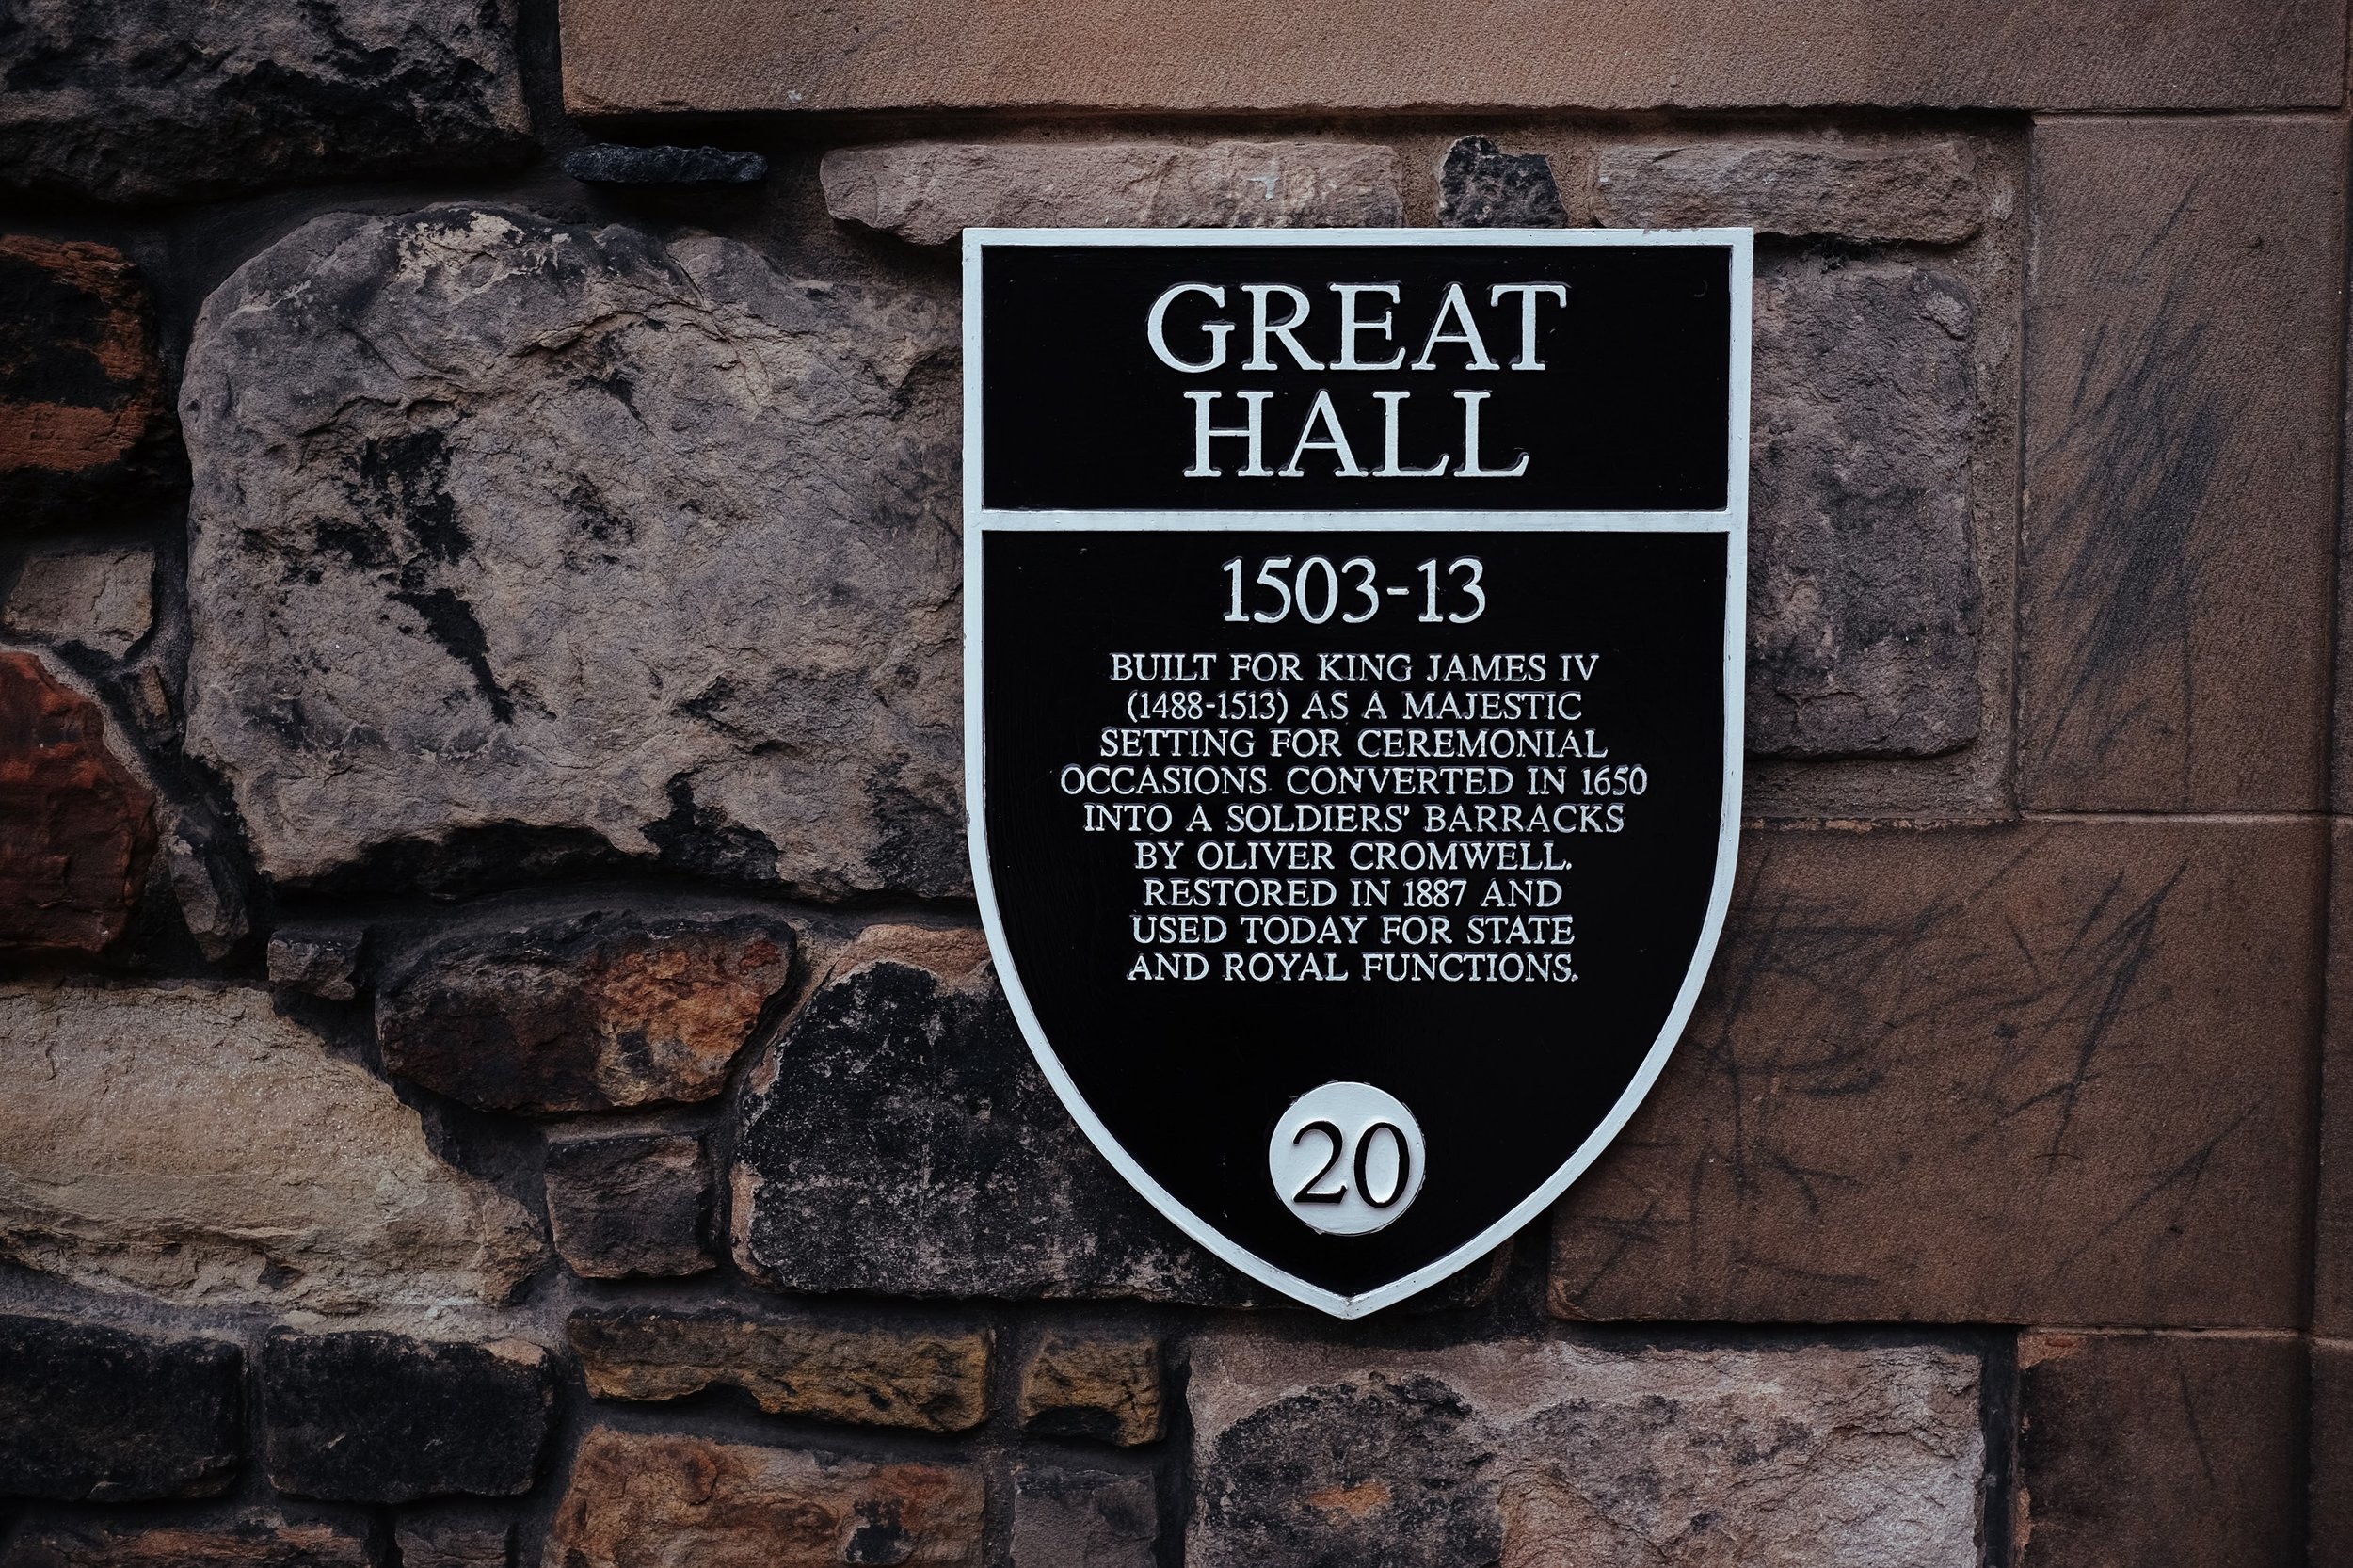 GREAT
HALL
1503-13
BUILT FOR KING JAMES IV
(1488-1513) AS A MAJESTIC
SETTING FOR CEREMONIAL
OCCASIONS CONVERTED IN 1650
INTO A SOLDIERS' BARRACKS
BY OLIVER CROMWELL.
RESTORED IN 1887 AND
USED TODAY FOR STATE
AND ROYAL FUNCTIONS.
20